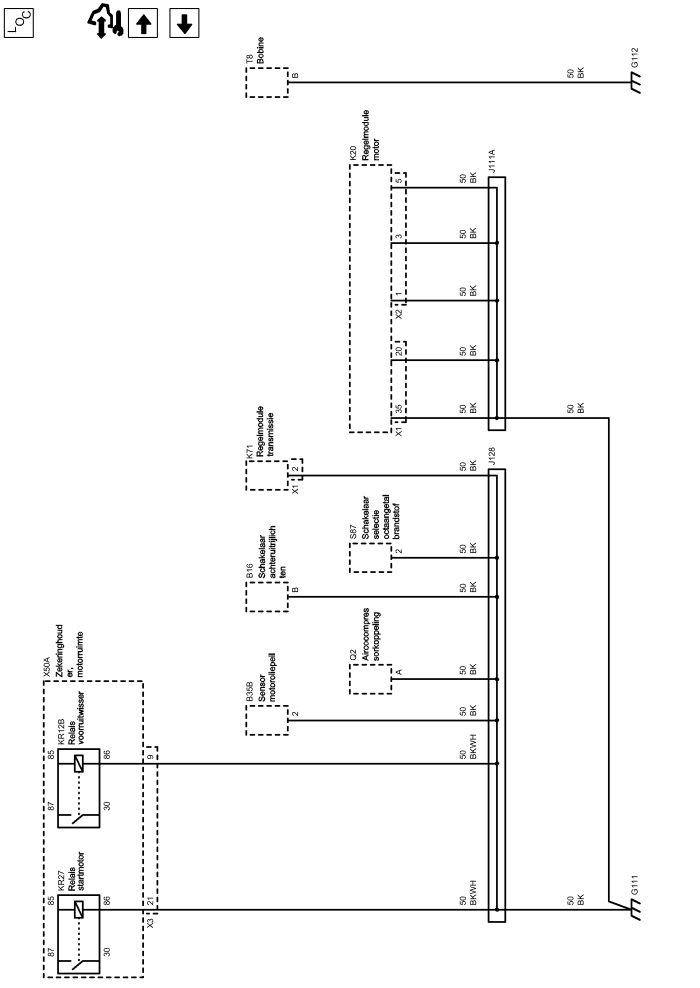 LOC
T8
Bobine
B
50
BK
G112
K20
Regelmodule
motor
5
50
BK
J111A
3
50
BK
1
X2
50
BK
20
50
BK
35
X1
50
BK
50
BK
K71
Regelmodule
transmissie
2
X1
50
BK
J128
S87
Schakelaar
selectie
octaangetal
brandstof
2
50
BK
B16
Schakelaar
achteruitrijlich
ten
B
50
BK
Q2
Aircocompres
sorkoppeling
A
50
BK
B35B
Sensor
motoroliepeil
2
50
BK
X50A
Zekeringhoud
er,
motorruimte
KR12B
Relais
voorruitwisser
85
86
87
30
9
50
BKWH
KR27
Relais
startmotor
85
86
87
30
21
X3
50
BKWH
50
BK
G111